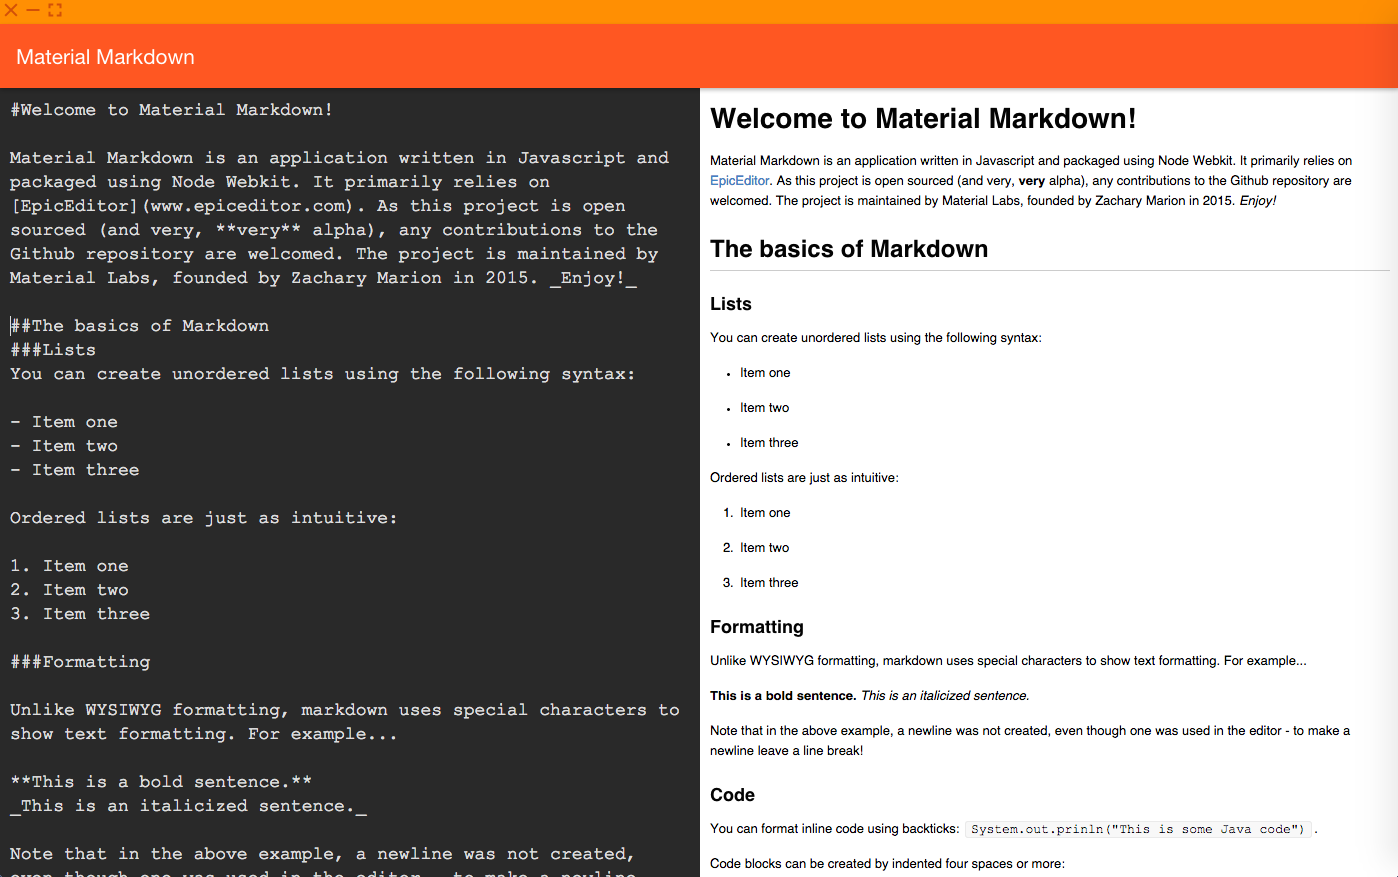 Material Markdown
#Welcome to Material Markdown!
Material Markdown is an application written in Javascript and
packaged using Node Webkit. It primarily relies on
[EpicEditor](www.epiceditor.com). As this project is open
sourced (and very, **very** alpha), any contributions to the
Github repository are welcomed. The project is maintained by
Material Labs, founded by Zachary Marion in 2015. _Enjoy!_
##The basics of Markdown
###Lists
You can create unordered lists using the following syntax:
- Item one
- Item two
- Item three
Ordered lists are just as intuitive:
1. Item one
2. Item two
3. Item three
###Formatting
Unlike WYSIWYG formatting, markdown uses special characters to
show text formatting. For example...
**This is a bold sentence.**
_This is an italicized sentence._
Note that in the above example, a newline was not created,
even though one was used in the editor - to make a newline
Welcome to Material Markdown!
Material Markdown is an application written in Javascript and packaged using Node Webkit. It primarily relies on
EpicEditor. As this project is open sourced (and very, very alpha), any contributions to the Github repository are
welcomed. The project is maintained by Material Labs, founded by Zachary Marion in 2015. Enjoy!
The basics of Markdown
Lists
You can create unordered lists using the following syntax:
• Item one
• Item two
• Item three
Ordered lists are just as intuitive:
1. Item one
2. Item two
3. Item three
Formatting
Unlike WYSIWYG formatting, markdown uses special characters to show text formatting. For example...
This is a bold sentence. This is an italicized sentence.
Note that in the above example, a newline was not created, even though one was used in the editor - to make a
newline leave a line break!
Code
You can format inline code using backticks: System.out.prinln("This is some Java code") .
Code blocks can be created by indented four spaces or more: